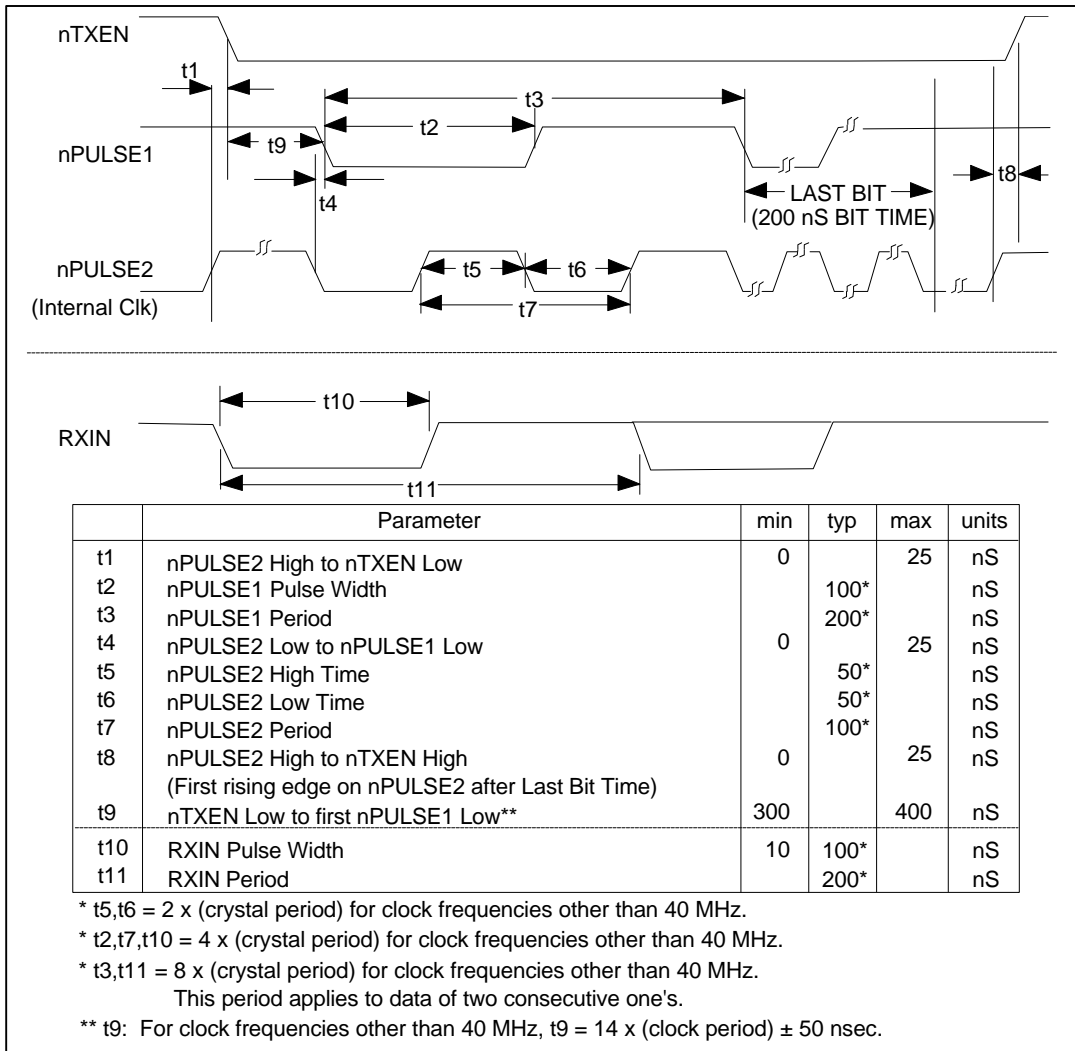 nTXEN
t1
t3
t2
nPULSE1
t9
t8
LAST BIT
(200 nS BIT TIME)
t4
nPULSE2
(Internal Clk)
t5
t6
t7
t10
RXIN
t11
Parameter min typ max units
t1 nPULSE2 High to nTXEN Low 0 25 nS
t2 nPULSE1 Pulse Width 100* nS
t3 nPULSE1 Period 200* nS
t4 nPULSE2 Low to nPULSE1 Low 0 25 nS
t5 nPULSE2 High Time 50* nS
t6 nPULSE2 Low Time 50* nS
t7 nPULSE2 Period 100* nS
t8 nPULSE2 High to nTXEN High 0 25 nS
(First rising edge on nPULSE2 after Last Bit Time)
t9 nTXEN Low to first nPULSE1 Low** 300 400 nS
t10 RXIN Pulse Width 10 100* nS
t11 RXIN Period 200* nS
* t5,t6 = 2 x (crystal period) for clock frequencies other than 40 MHz.
* t2,t7,t10 = 4 x (crystal period) for clock frequencies other than 40 MHz.
* t3,t11 = 8 x (crystal period) for clock frequencies other than 40 MHz.
This period applies to data of two consecutive one's.
** t9: For clock frequencies other than 40 MHz, t9 = 14 x (clock period) ± 50 nsec.